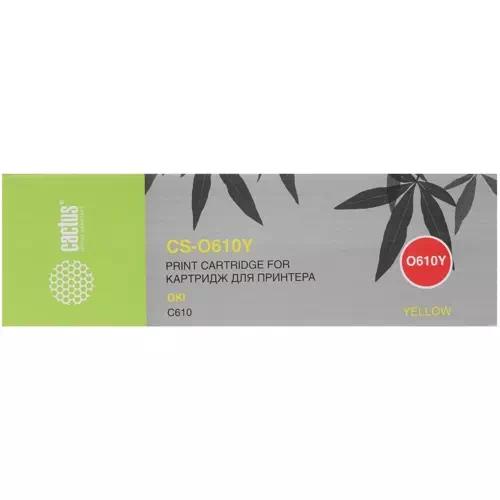 cactus®
CS-O610Y
PRINT CARTRIDGE FOR
КАРТРИДЖ ДЛЯ ПРИНТЕРА
OKI
C610
O610Y
YELLOW